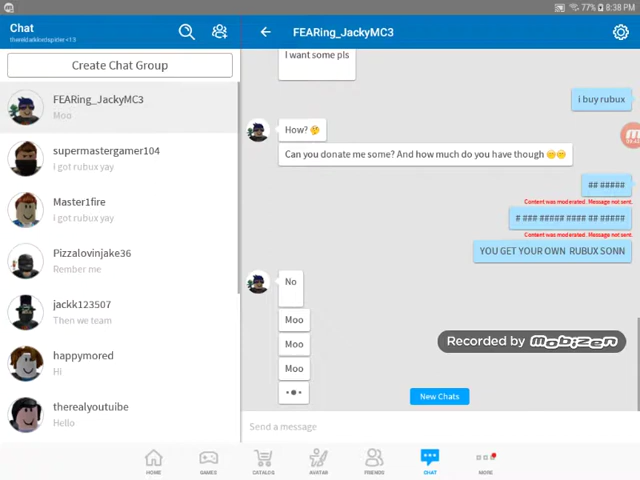 77% 8:38 PM
Chat
FEARing_JackyMC3
Create Chat Group
FEARing_JackyMC3
Moo
supermastergamer104
I got rubux yay
Master1fire
I got rubux yay
Pizzalovinjake36
Rember me
jackk123507
Then we team
happymored
Hi
therealyoutuibe
Hello
I want some pls
i buy rubux
How? 🤔
Can you donate me some? And how much do you have though
## #####
Content was moderated. Message not sent.
# ### ##### #### ## #####
Content was moderated. Message not sent.
YOU GET YOUR OWN RUBUX SONN
No
Moo
Moo
Moo
Recorded by mobizen
New Chats
Send a message
HOME
GAMES
CATALOG
AVATAR
FRIENDS
CHAT
MORE